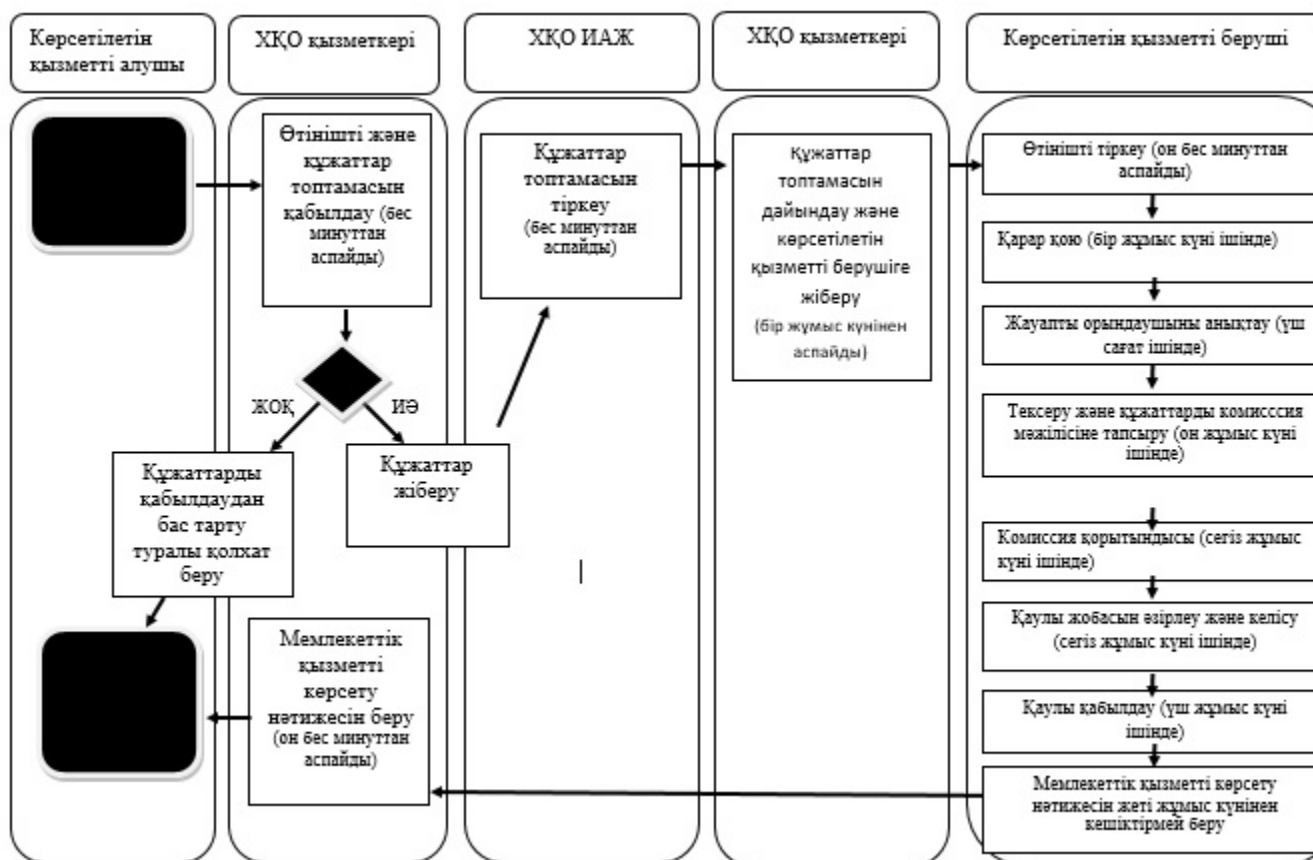 Көрсетілетін
қызметті алушы
ХҚО қызметкері
ХҚО ИАЖ
ХҚО қызметкері
Көрсетілетін қызметті беруші
Өтінішті және
құжаттар
топтамасын
қабылдау (бес
минуттан
аспайды)
ЖОҚ
ИӘ
Құжаттарды
қабылдаудан
бас тарту
туралы қолхат
беру
Құжаттар
жіберу
Мемлекеттік
қызметті
көрсету
нәтижесін беру
(он бес минуттан
аспайды)
Құжаттар
топтамасын
тіркеу
(бес минуттан
аспайды)
Құжаттар
топтамасын
дайындау және
көрсетілетін
қызметті берушіге
жіберу
(бір жұмыс күнінен
аспайды)
Өтінішті тіркеу (он бес минуттан
аспайды)
Қарар қою (бір жұмыс күні ішінде)
Жауапты орындаушыны анықтау (үш
сағат ішінде)
Тексеру және құжаттарды комисссия
мәжілісіне тапсыру (он жұмыс күні
ішінде)
Комиссия қорытындысы (сегіз жұмыс
күні ішінде)
Қаулы жобасын әзірлеу және келісу
(сегіз жұмыс күні ішінде)
Қаулы қабылдау (үш жұмыс күні
ішінде)
Мемлекеттік қызметті көрсету
нәтижесін жеті жұмыс күнінен
кешіктірмей беру